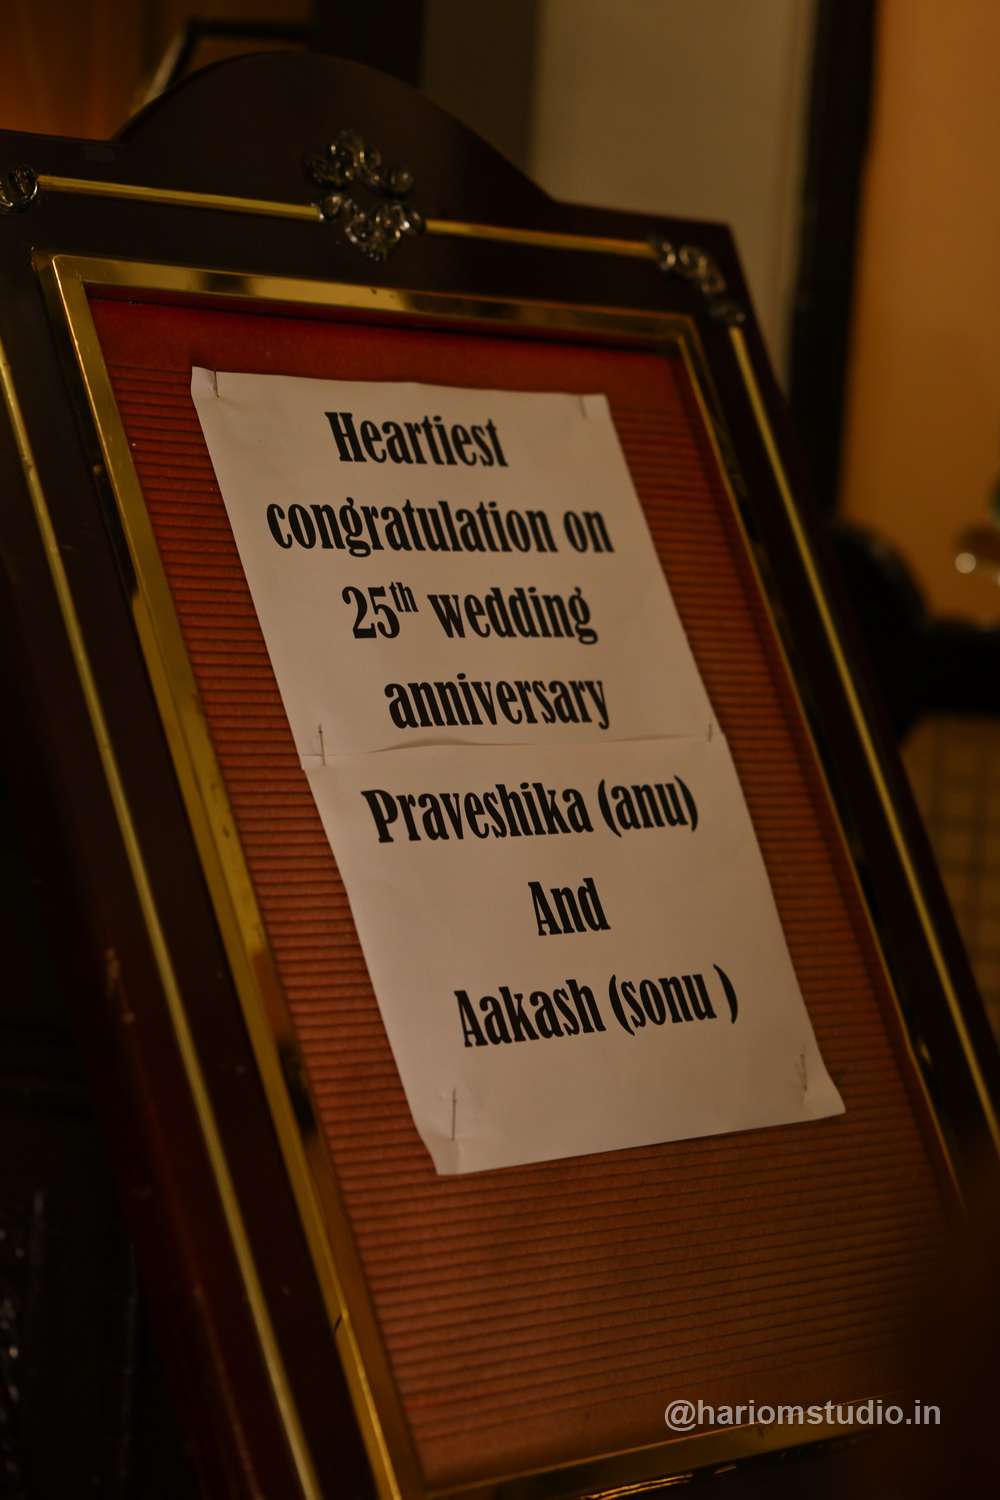 Heartiest
congratulation on
25th wedding
anniversary
Praveshika (anu)
And
Aakash (sonu )
@hariomstudio.in